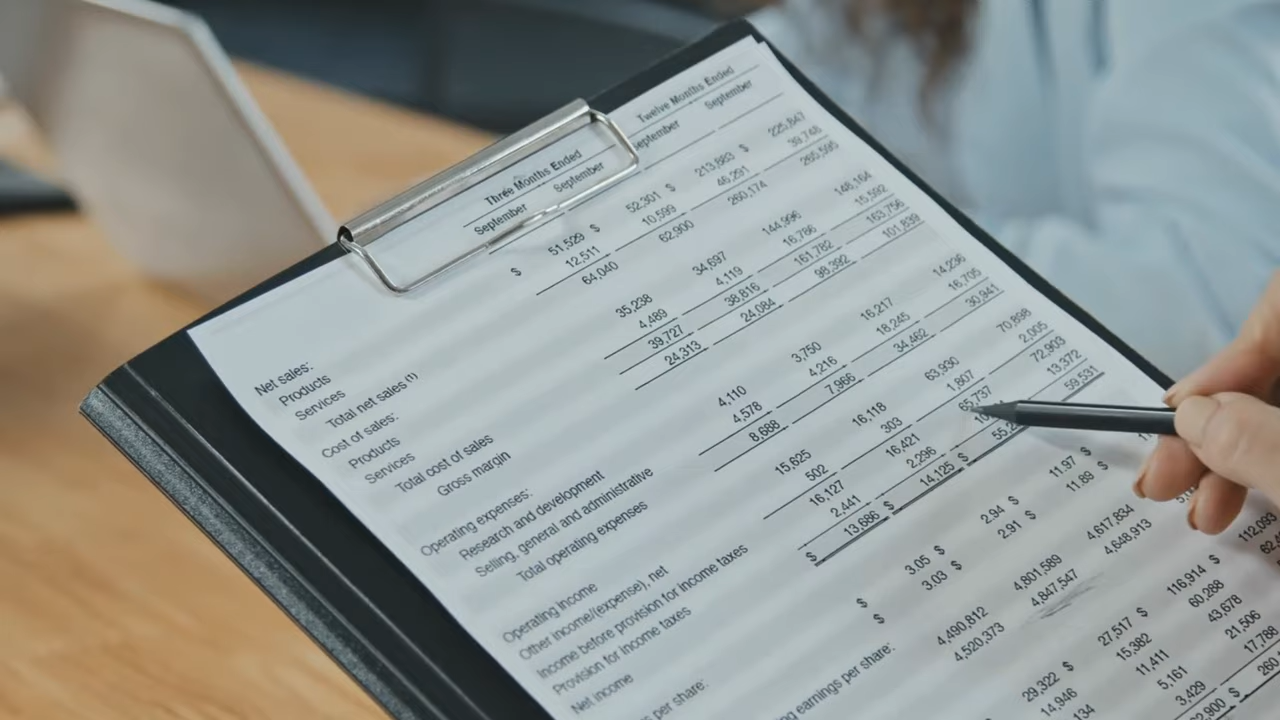 Three Months Ended Twelve Months Ended
September September September September
Net sales:
Products $ 51,529 $ 52,301 $ 213,883 $ 225,847
Services 12,511 10,599 46,291 39,748
Total net sales (1) 64,040 62,900 260,174 265,595
Cost of sales:
Products 35,238 34,697 144,996 148,164
Services 4,489 4,119 16,786 15,592
Total cost of sales 39,727 38,816 161,782 163,756
Gross margin 24,313 24,084 98,392 101,839
Operating expenses:
Research and development 4,110 3,750 16,217 14,236
Selling, general and administrative 4,578 4,216 18,245 16,705
Total operating expenses 8,688 7,966 34,462 30,941
Operating income 15,625 16,118 63,930 70,898
Other income/(expense), net 502 303 1,807 2,005
Income before provision for income taxes 16,127 16,421 65,737 72,903
Provision for income taxes 2,441 2,296 13,372
Net income $ 13,686 $ 14,125 $ 59,531
per share:
$ 3.05 $ 2.94 $ 11.97 $
$ 3.03 $ 2.91 $ 11.89 $
earnings per share:
4,490,812 4,801,589 4,617,834
4,520,373 4,847,547 4,648,913
29,322 $ 27,517 $ 116,914 $
14,946 15,382 60,288
11,411 43,678
5,161 21,506
3,429 17,788